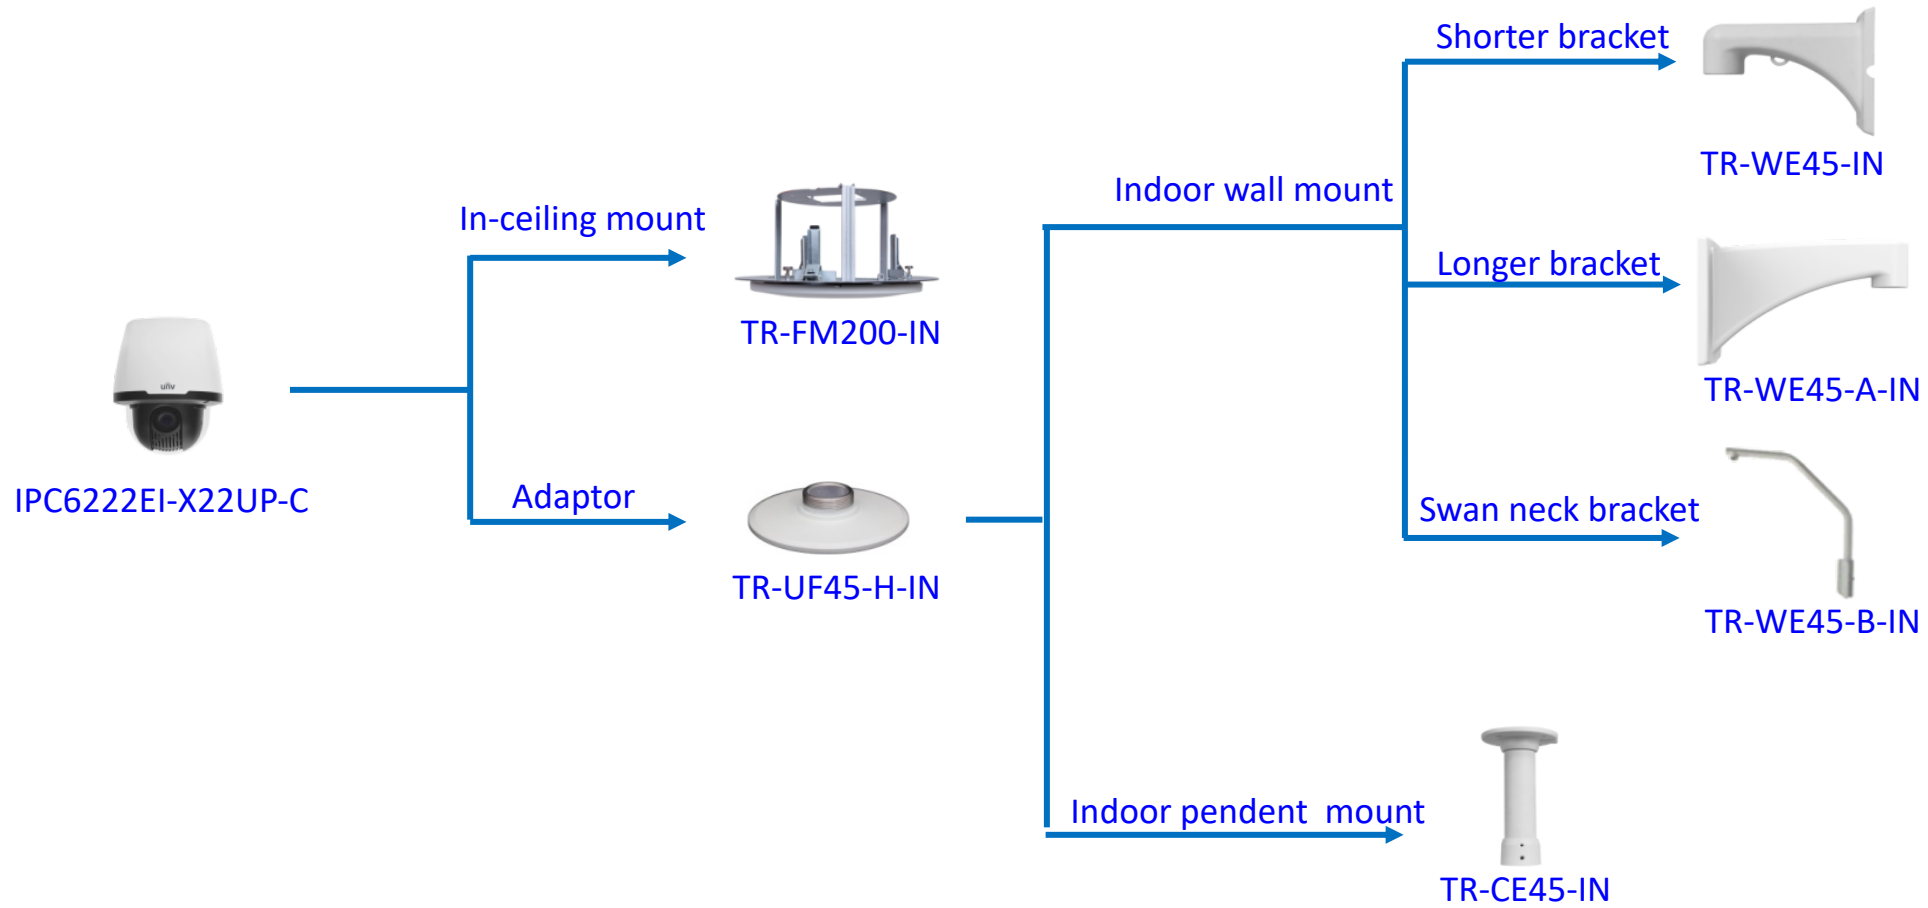 Shorter bracket
TR-WE45-IN
Indoor wall mount
In-ceiling mount
Longer bracket
TR-FM200-IN
unv
TR-WE45-A-IN
IPC6222EI-X22UP-C
Adaptor
Swan neck bracket
TR-UF45-H-IN
TR-WE45-B-IN
Indoor pendent  mount
TR-CE45-IN